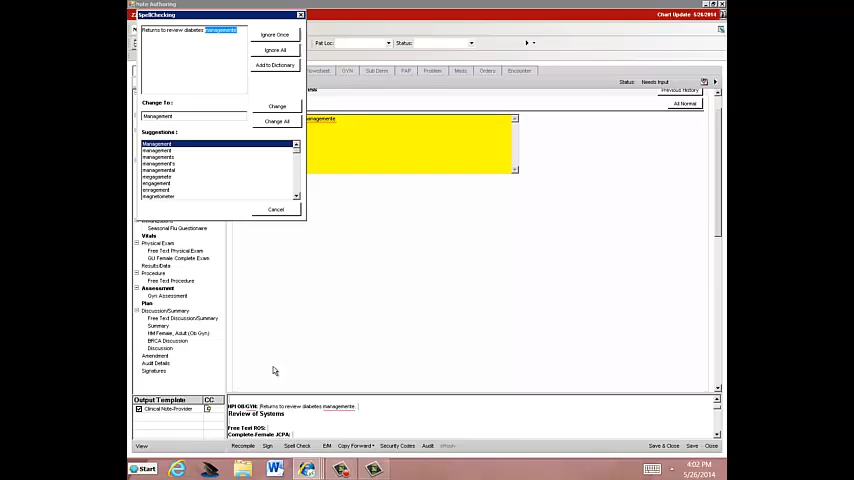 Note Authoring
Chart Update 5/26/2014
SpellChecking
Returns to review diabetes managemente
Ignore Once
Ignore All
Add to Dictionary
Change To :
Change
Management
Change All
Suggestions :
Management
management
managements
management's
managemental
megagamete
engagement
enragement
magnetometer
Cancel
Pat Loc:
Status:
Flowsheet
GYN
Sub Derm
PAP
Problem
Meds
Orders
Encounter
Status: Needs Input
Previous History
All Normal
managemente.
Seasonal Flu Questionaire
Vitals
Physical Exam
Free Text Physical Exam
GU Female Complete Exam
Results/Data
Procedure
Free Text Procedure
Assessment
Gyn Assessment
Plan
Discussion/Summary
Free Text Discussion/Summary
Summary
HM Female, Adult (Ob Gyn)
BRCA Discussion
Discussion
Amendment
Audit Details
Signatures
Output Template
CC
Clinical Note-Provider
HPI OB/GYN: Returns to review diabetes managemente.
Review of Systems
Free Text ROS:
Complete-Female JCPA:
View
Recompile
Sign
Spell Check
E/M
Copy Forward
Security Codes
Audit
Save & Close
Save
Close
Start
4:02 PM
5/26/2014